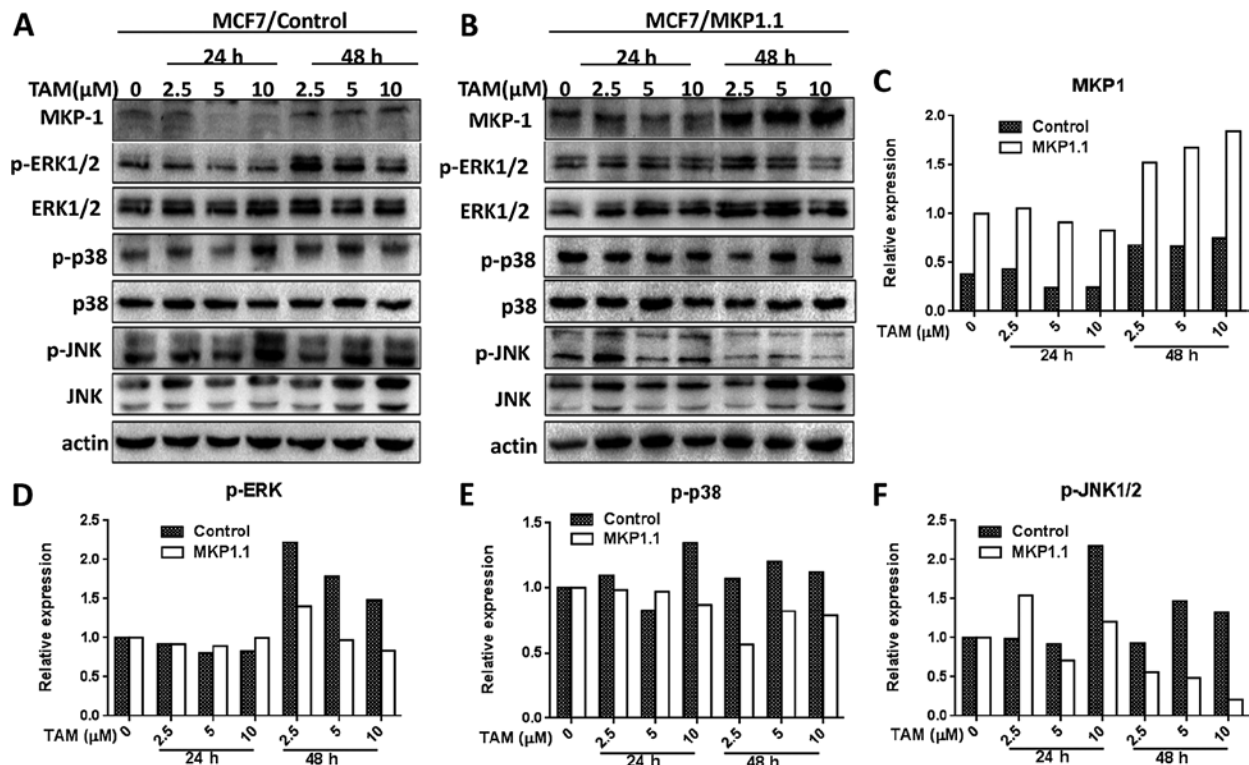 A
MCF7/Control
24 h
48 h
TAM(µM) 0 2.5 5 10 2.5 5 10
MKP-1
p-ERK1/2
ERK1/2
p-p38
p38
p-JNK
JNK
actin
B
MCF7/MKP1.1
24 h
48 h
TAM(µM) 0 2.5 5 10 2.5 5 10
MKP-1
p-ERK1/2
ERK1/2
p-p38
p38
p-JNK
JNK
actin
C
MKP1
Control
MKP1.1
Relative expression
2.0
1.5
1.0
0.5
0.0
TAM (µM) 0 2.5 5 10 2.5 5 10
24 h 48 h
D
p-ERK
Control
MKP1.1
Relative expression
2.5
2.0
1.5
1.0
0.5
0.0
TAM (µM) 0 2.5 5 10 2.5 5 10
24 h 48 h
E
p-p38
Control
MKP1.1
Relative expression
1.5
1.0
0.5
0.0
TAM (µM) 0 2.5 5 10 2.5 5 10
24 h 48 h
F
p-JNK1/2
Control
MKP1.1
Relative expression
2.5
2.0
1.5
1.0
0.5
0.0
TAM (µM) 0 2.5 5 10 2.5 5 10
24 h 48 h